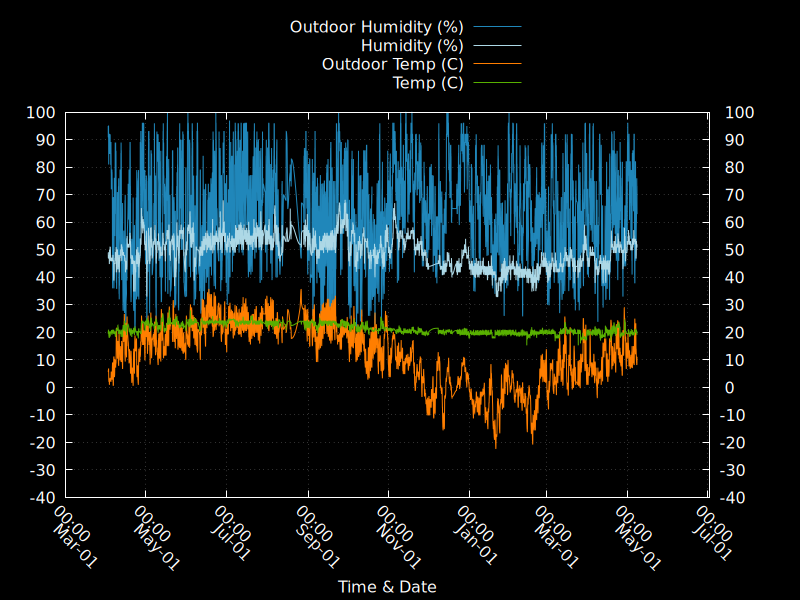 Outdoor Humidity (%)
Humidity (%)
Outdoor Temp (C)
Temp (C)
100 100
90 90
80 80
70 70
60 60
50 50
40 40
30 30
20 20
10 10
0 0
-10 -10
-20 -20
-30 -30
-40 -40
00:00 Mar-01
00:00 May-01
00:00 Jul-01
00:00 Sep-01
00:00 Nov-01
00:00 Jan-01
00:00 Mar-01
00:00 May-01
00:00 Jul-01
Time & Date